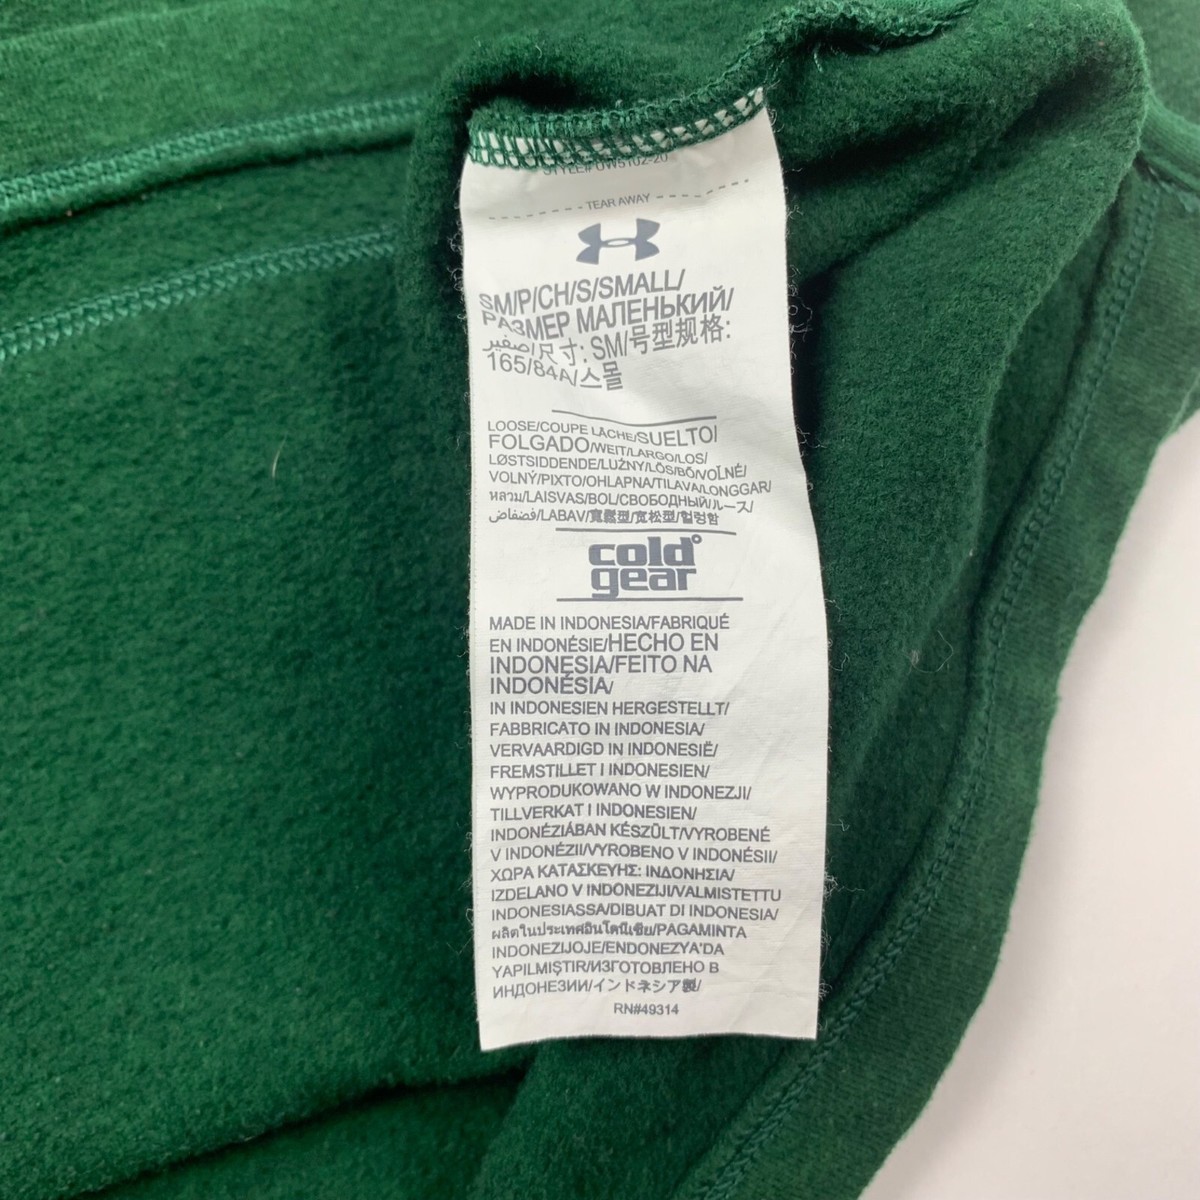 STYLE# UW5102-20
TEAR AWAY
SM/P/CH/S/SMALL/
РАЗМЕР МАЛЕНЬКИЙ/
صغير/尺寸: SM/号型规格:
165/84A/스몰
LOOSE/COUPE LACHE/SUELTO/
FOLGADO/WEIT/LARGO/LOS/
LØSTSIDDENDE/LUŹNY/LÖS/BŐ/VOĽNÉ/
VOLNÝ/ΡΙΧΤΟ/OHLAPNA/TILAVA/LONGGAR/
หลวม/LAISVAS/BOL/СВОБОДНЫЙ/ルース/
فضفاض/LABAV/寬鬆型/宽松型/헐렁함
cold
gear
MADE IN INDONESIA/FABRIQUÉ
EN INDONÉSIE/HECHO EN
INDONESIA/FEITO NA
INDONÉSIA/
IN INDONESIEN HERGESTELLT/
FABBRICATO IN INDONESIA/
VERVAARDIGD IN INDONESIË/
FREMSTILLET I INDONESIEN/
WYPRODUKOWANO W INDONEZJI/
TILLVERKAT I INDONESIEN/
INDONÉZIÁBAN KÉSZÜLT/VYROBENÉ
V INDONÉZII/VYROBENO V INDONÉSII/
ΧΩΡΑ ΚΑΤΑΣΚΕΥΗΣ: ΙΝΔΟΝΗΣΙΑ/
IZDELANO V INDONEZIJI/VALMISTETTU
INDONESIASSA/DIBUAT DI INDONESIA/
ผลิตในประเทศอินโดนีเซีย/PAGAMINTA
INDONEZIJOJE/ENDONEZYA'DA
YAPILMIŞTIR/ИЗГОТОВЛЕНО В
ИНДОНЕЗИИ/インドネシア製/
RN#49314